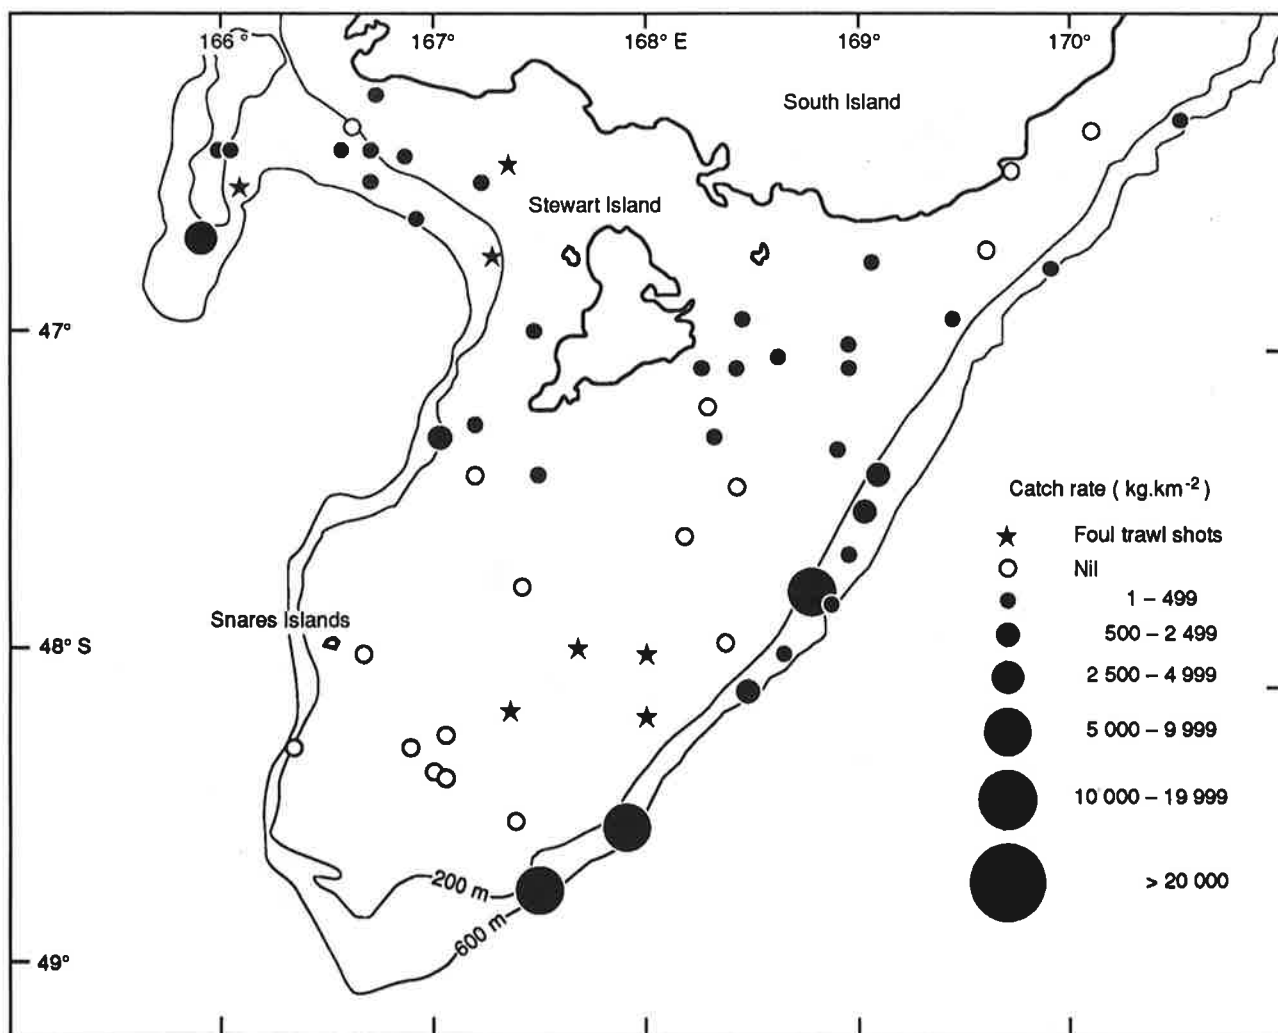 166 °
167°
168° E
169°
170°
South Island
Stewart Island
47°
Catch rate ( kg.km-2 )
Foul trawl shots
Nil
1 – 499
Snares Islands
500 – 2 499
48° S
2 500 – 4 999
5 000 – 9 999
10 000 – 19 999
200 m
> 20 000
600 m
49°